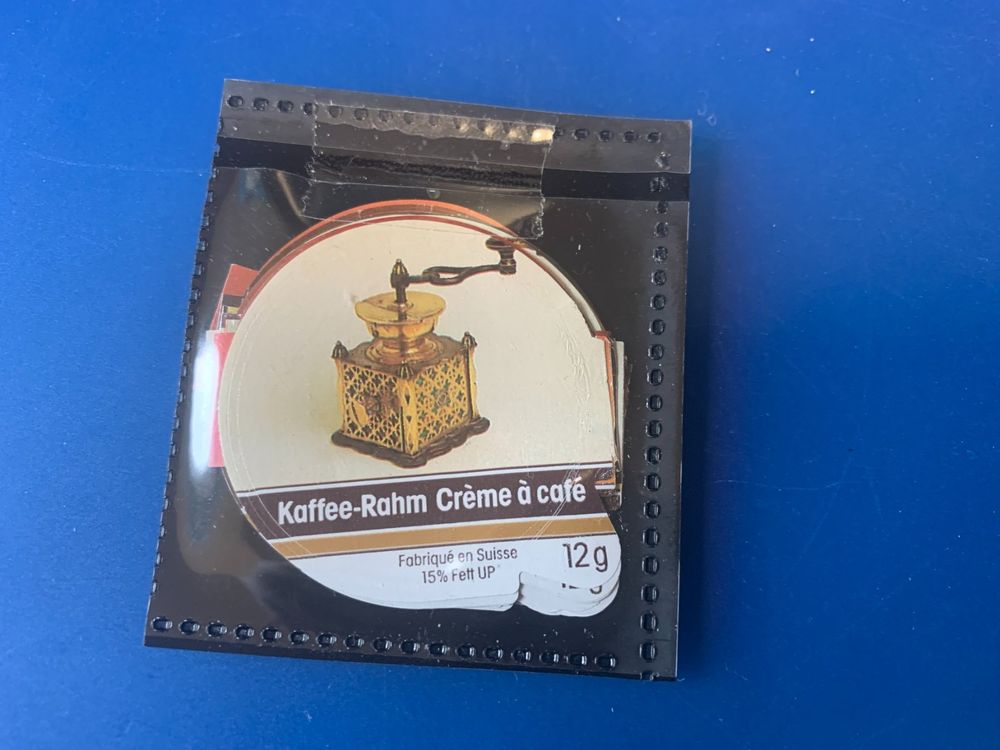 Kaffee-Rahm Crème à café
Fabriqué en Suisse
15% Fett UP
12g